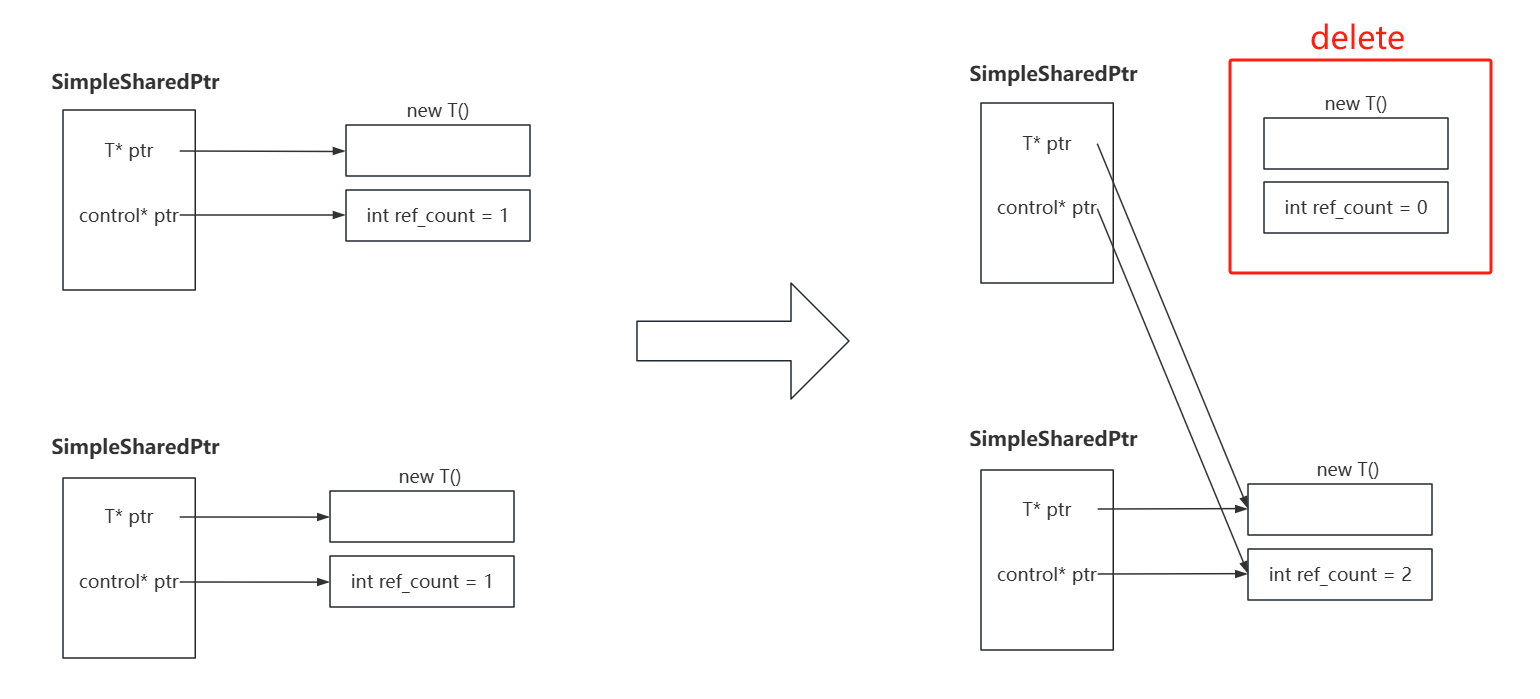 SimpleSharedPtr
new T()
T* ptr
control* ptr
int ref_count = 1
SimpleSharedPtr
new T()
T* ptr
control* ptr
int ref_count = 1
delete
SimpleSharedPtr
new T()
T* ptr
control* ptr
int ref_count = 0
SimpleSharedPtr
new T()
T* ptr
control* ptr
int ref_count = 2